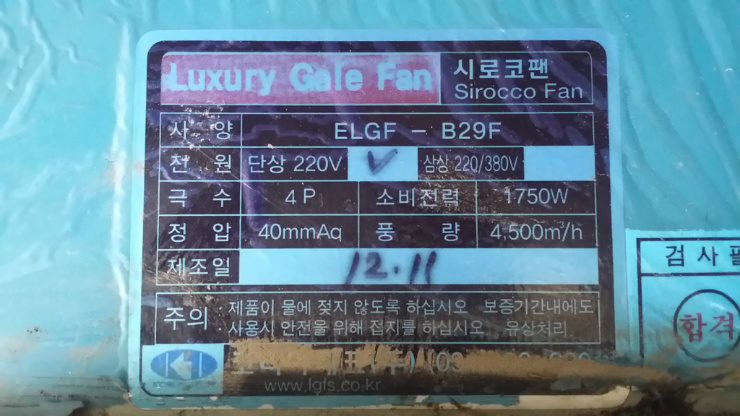 Luxury Gale Fan 시로코팬
Sirocco Fan
사 양 ELGF - B29F
전 원 단상 220V V 삼상 220/380V
극 수 4P 소비전력 1750W
정 압 40mmAq 풍 량 4,500m/h
제조일 12.11
주의 : 제품이 물에 젖지 않도록 하십시오 보증기간내에도
사용시 안전을 위해 접지를 하십시오 유상처리.
www.lgfs.co.kr
검사필
합격